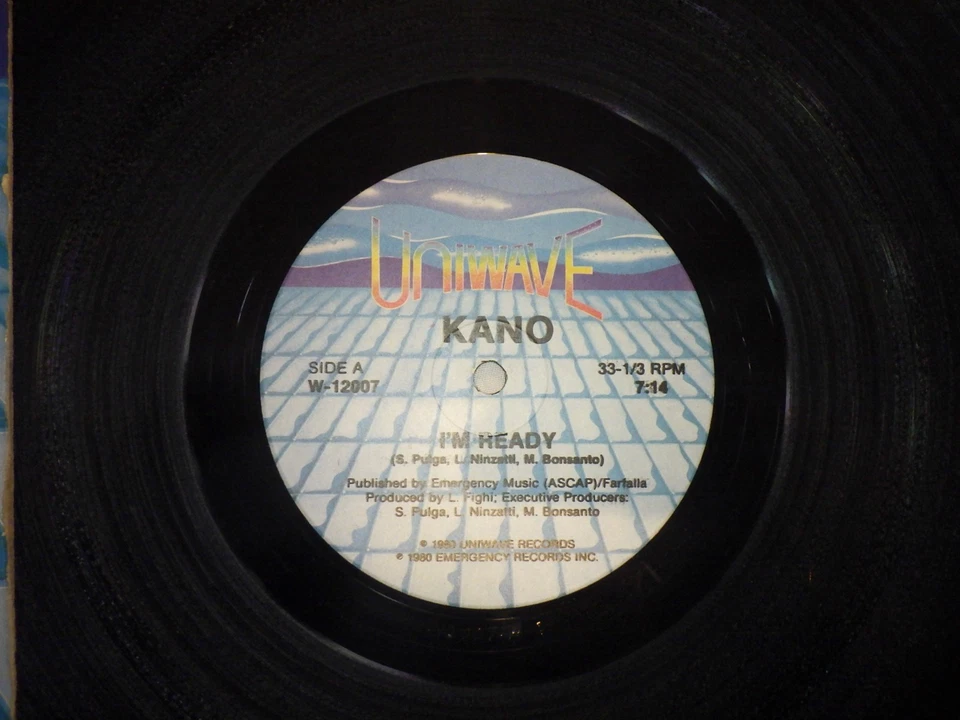 UNIWAVE
KANO
SIDE A
33-1/3 RPM
W-12007
7:14
I'M READY
(S. Pulga, L. Ninzatti, M. Bonsanto)
Published by Emergency Music (ASCAP)/Farfalla
Produced by L. Fighi; Executive Producers:
S. Pulga, L. Ninzatti, M. Bonsanto
℗ 1980 UNIWAVE RECORDS
© 1980 EMERGENCY RECORDS INC.